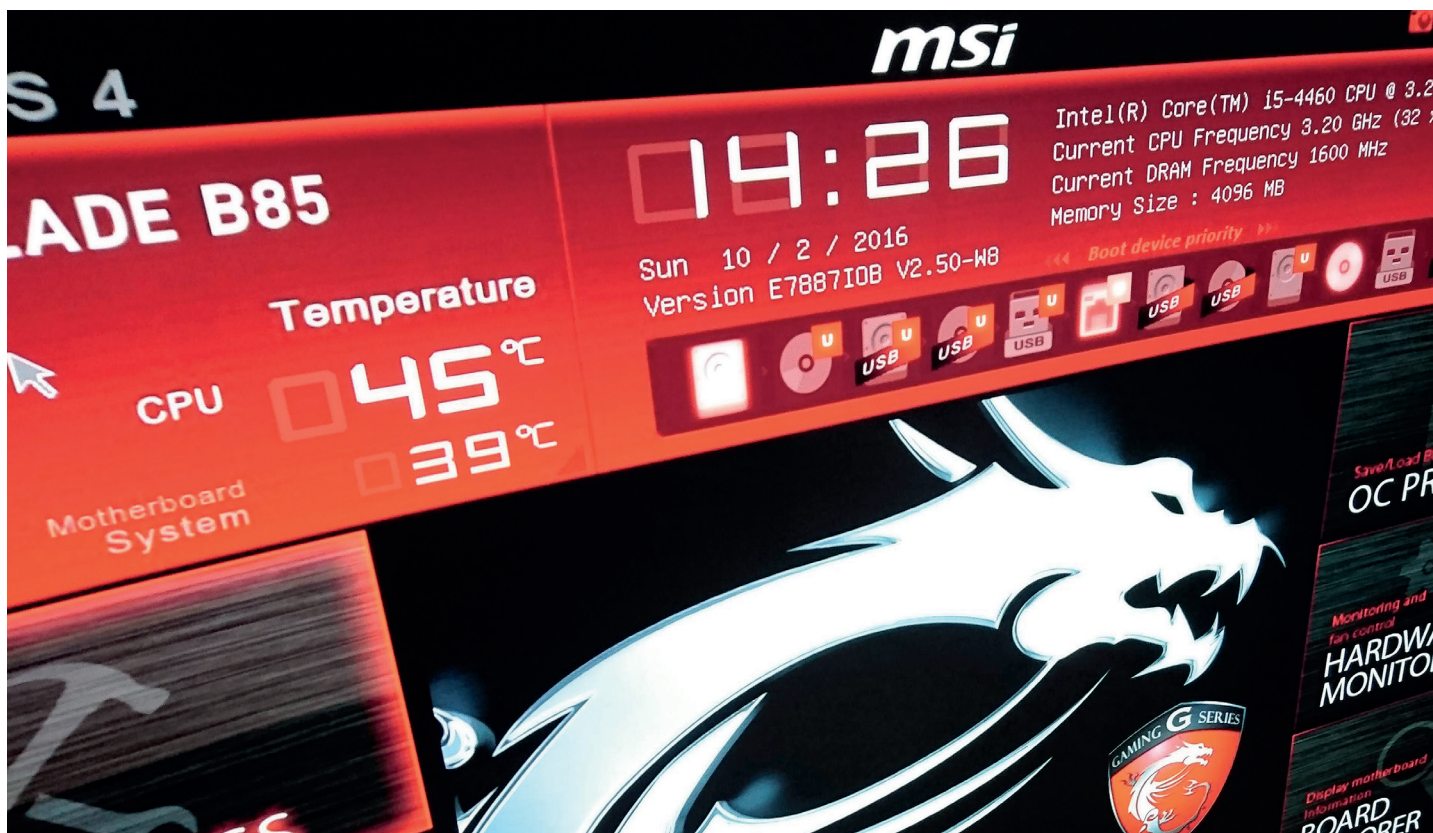 msi
S 4
LADE B85
14:26
Intel(R) Core(TM) i5-4460 CPU @ 3.2
Current CPU Frequency 3.20 GHz (32 x
Current DRAM Frequency 1600 MHz
Memory Size : 4096 MB
Sun 10 / 2 / 2016
Version E7887IOB V2.50-W8
Boot device priority
Temperature
CPU 45°C
39°C
Motherboard
System
U
USB U
USB U
USB U
USB
USB
U
USB
Save/Load B
OC PR
Monitoring and
fan control
HARDWA
MONITO
GAMING G SERIES
Display motherboard
Information
BOARD